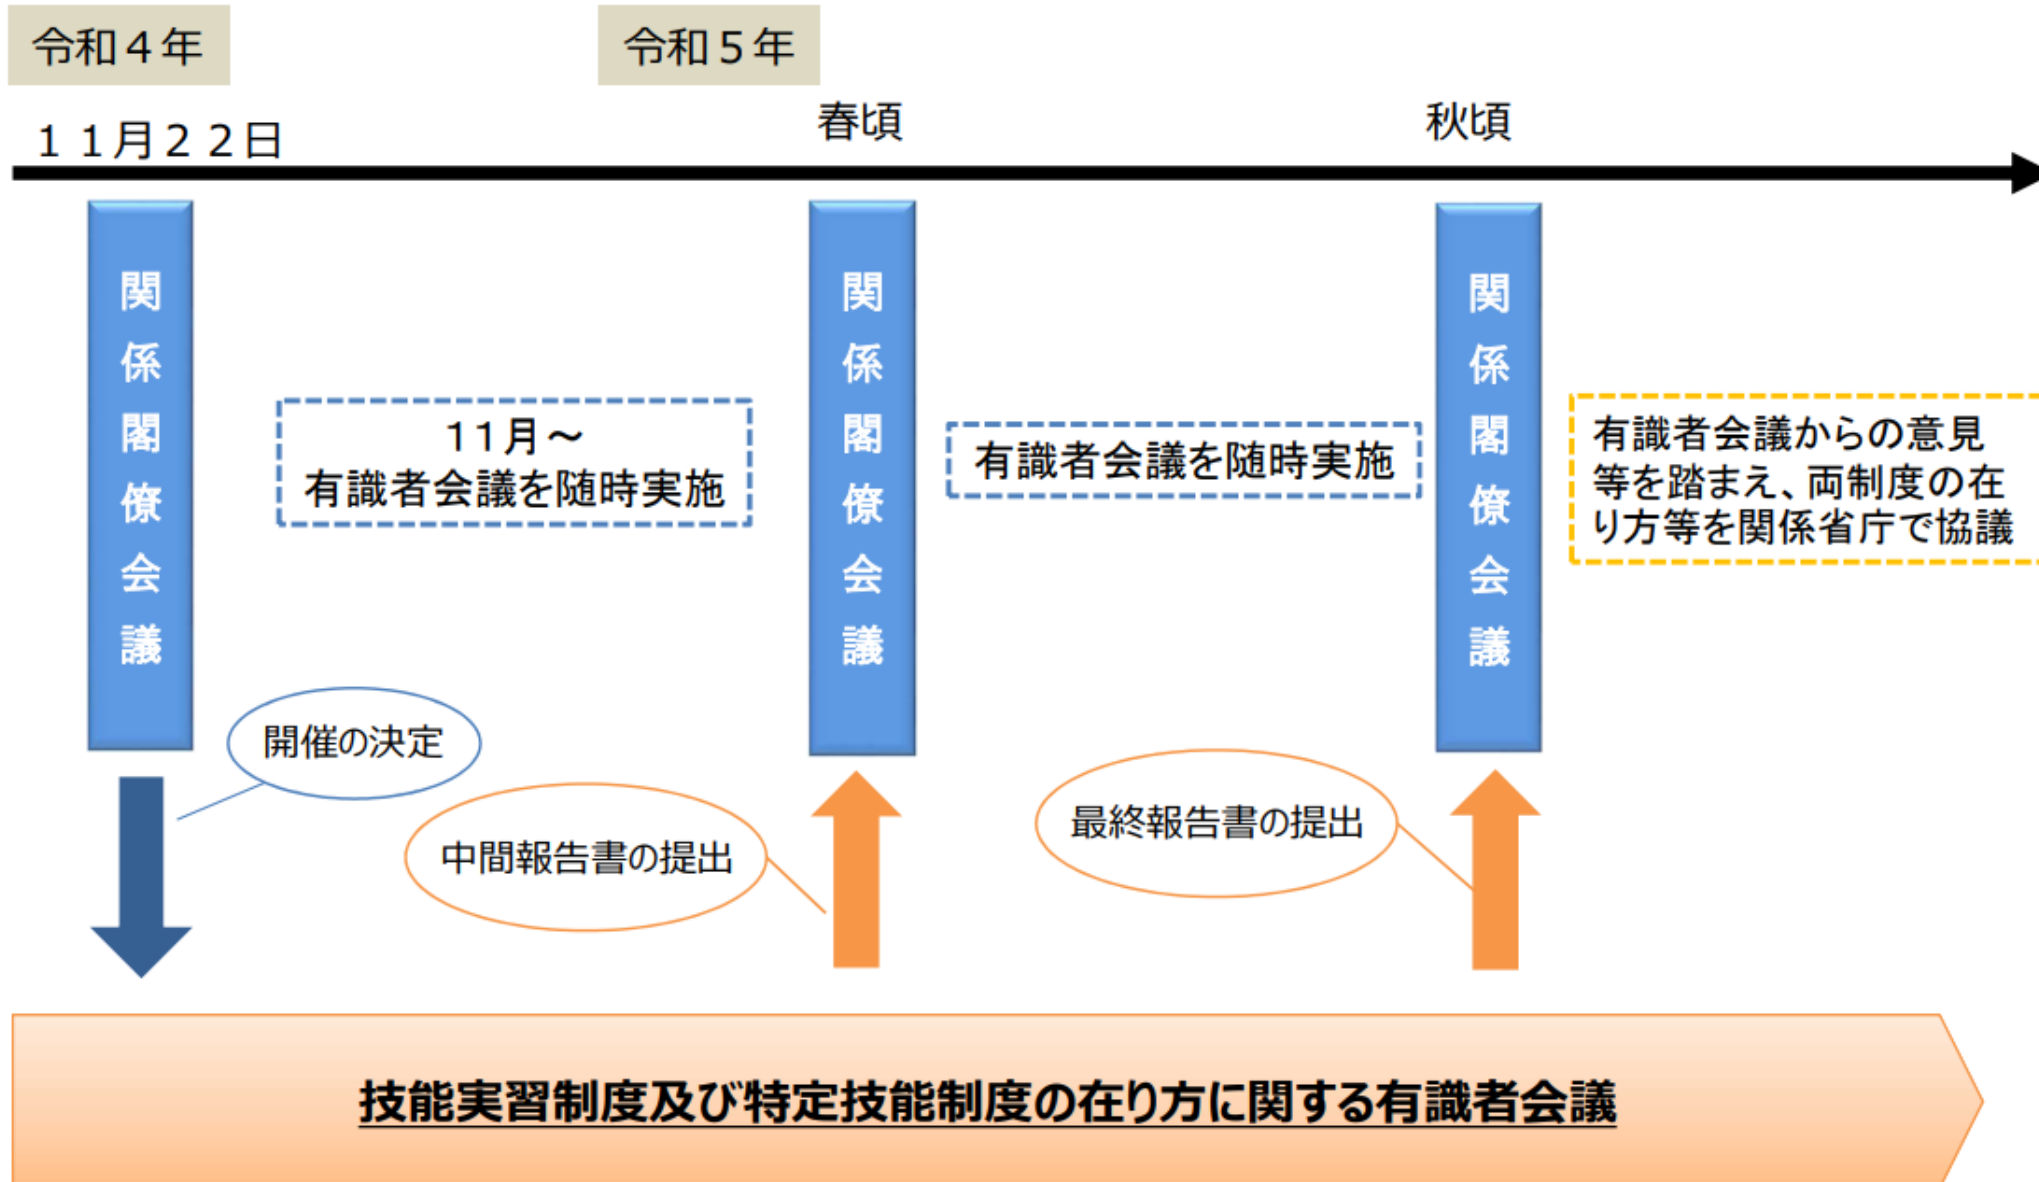 令和４年
令和５年
１１月２２日
春頃
秋頃
関係閣僚会議
関係閣僚会議
関係閣僚会議
11月～
有識者会議を随時実施
有識者会議を随時実施
有識者会議からの意見
等を踏まえ、両制度の在
り方等を関係省庁で協議
開催の決定
中間報告書の提出
最終報告書の提出
技能実習制度及び特定技能制度の在り方に関する有識者会議